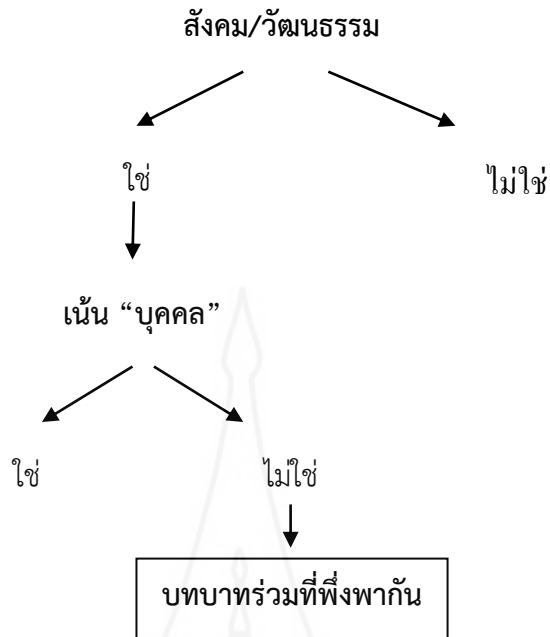 สังคม/วัฒนธรรม
ใช่ ไม่ใช่
เน้น “บุคคล”
ใช่ ไม่ใช่
บทบาทร่วมที่พึ่งพากัน